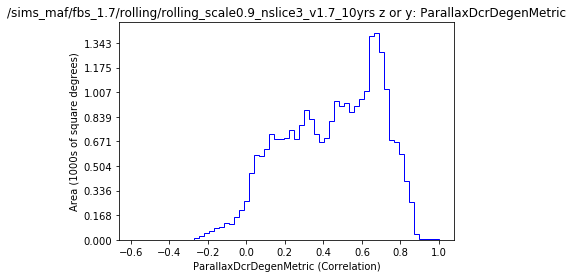 /sims_maf/fbs_1.7/rolling/rolling_scale0.9_nslice3_v1.7_10yrs z or y: ParallaxDcrDegenMetric
1.343
1.175
1.007
0.839
0.671
0.504
0.336
0.168
0.000
Area (1000s of square degrees)
−0.6 −0.4 −0.2 0.0 0.2 0.4 0.6 0.8 1.0
ParallaxDcrDegenMetric (Correlation)